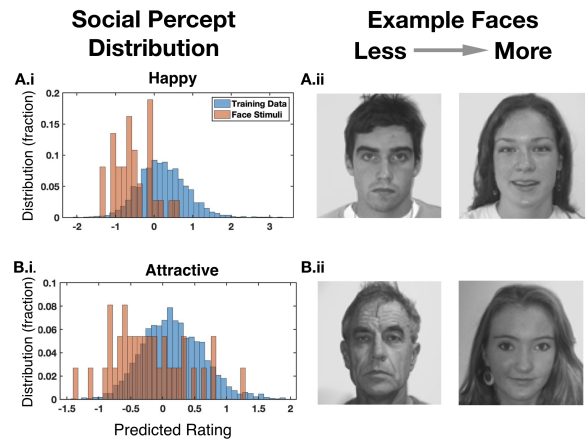 Social Percept
Distribution
Example Faces
Less More
A.i
Happy
A.ii
Distribution (fraction)
0.2
0.15
0.1
0.05
0
Training Data
Face Stimuli
-2 -1 0 1 2 3
B.i.
Attractive
B.ii
Distribution (fraction)
0.1
0.08
0.06
0.04
0.02
0
-1.5 -1 -0.5 0 0.5 1 1.5 2
Predicted Rating